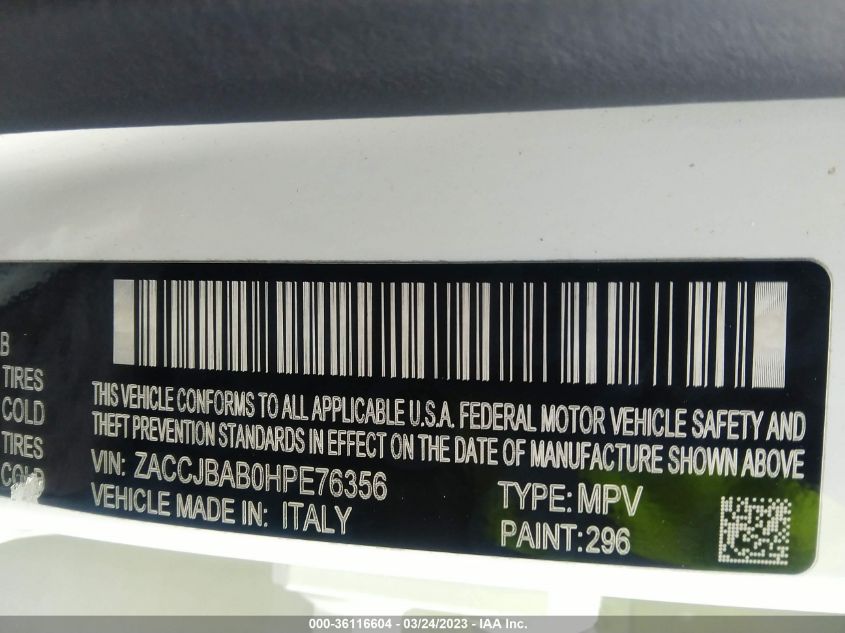 B
TIRES
COLD
TIRES
COLD
THIS VEHICLE CONFORMS TO ALL APPLICABLE U.S.A. FEDERAL MOTOR VEHICLE SAFETY AND
THEFT PREVENTION STANDARDS IN EFFECT ON THE DATE OF MANUFACTURE SHOWN ABOVE
VIN: ZACCJBAB0HPE76356
VEHICLE MADE IN: ITALY
TYPE: MPV
PAINT: 296
000-36116604 — 03/24/2023 — IAA Inc.